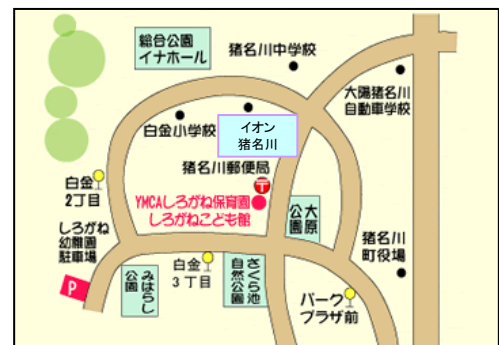 総合公園
イナホール
猪名川中学校
大陽猪名川
自動車学校
白金小学校
イオン
猪名川
猪名川郵便局
〒
白金
2丁目
YMCAしろがね保育園
しろがねこども館
大原
公園
しろがね
幼稚園
駐車場
猪名川
町役場
P
みはらし
公園
白金
3丁目
さくら池
自然公園
パーク
プラザ前